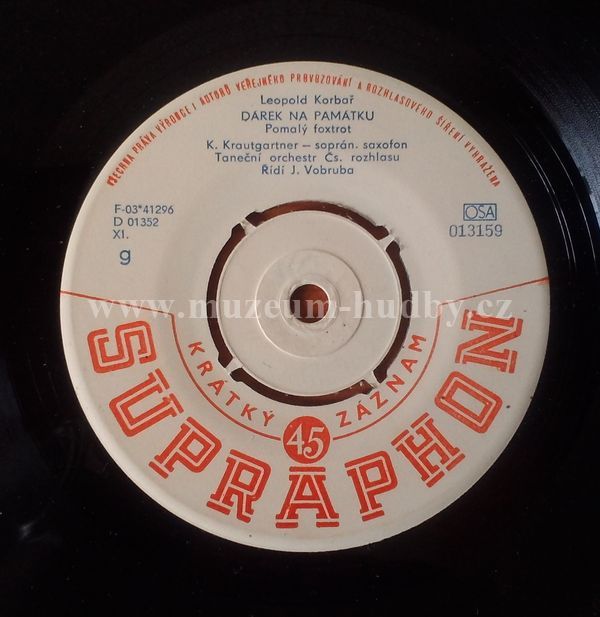 VŠECHNA PRÁVA VÝROBCE I AUTORŮ VEŘEJNÉHO PROVOZOVÁNÍ A ROZHLASOVÉHO ŠÍŘENÍ VYHRAŽENA
Leopold Korbař
DÁREK NA PAMÁTKU
Pomalý foxtrot
K. Krautgartner — soprán. saxofon
Taneční orchestr Čs. rozhlasu
Řídí J. Vobruba
F-03*41296
D 01352
XI.
g
OSA
013159
www.muzeum-hudby.cz
KRÁTKÝ 45 ZÁZNAM
SUPRAPHON